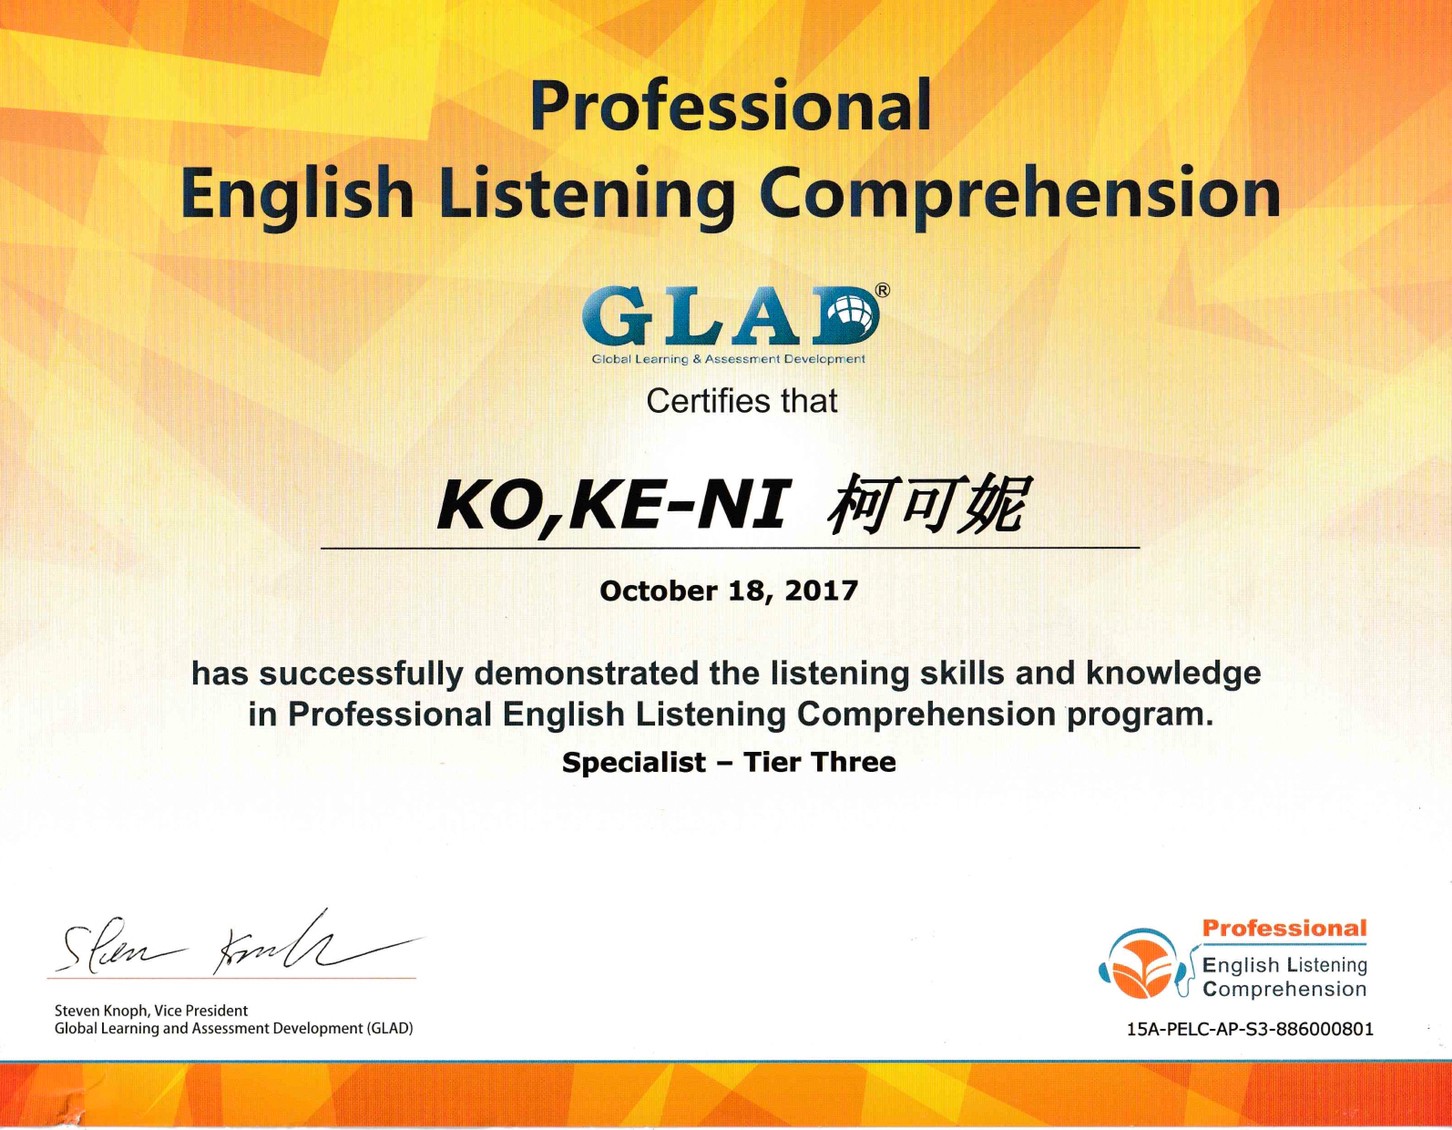 Professional
English Listening Comprehension
GLAD®
Global Learning & Assessment Development
Certifies that
KO,KE-NI 柯可妮
October 18, 2017
has successfully demonstrated the listening skills and knowledge
in Professional English Listening Comprehension program.
Specialist – Tier Three
Steven Knoph
Steven Knoph, Vice President
Global Learning and Assessment Development (GLAD)
Professional
English Listening
Comprehension
15A-PELC-AP-S3-886000801